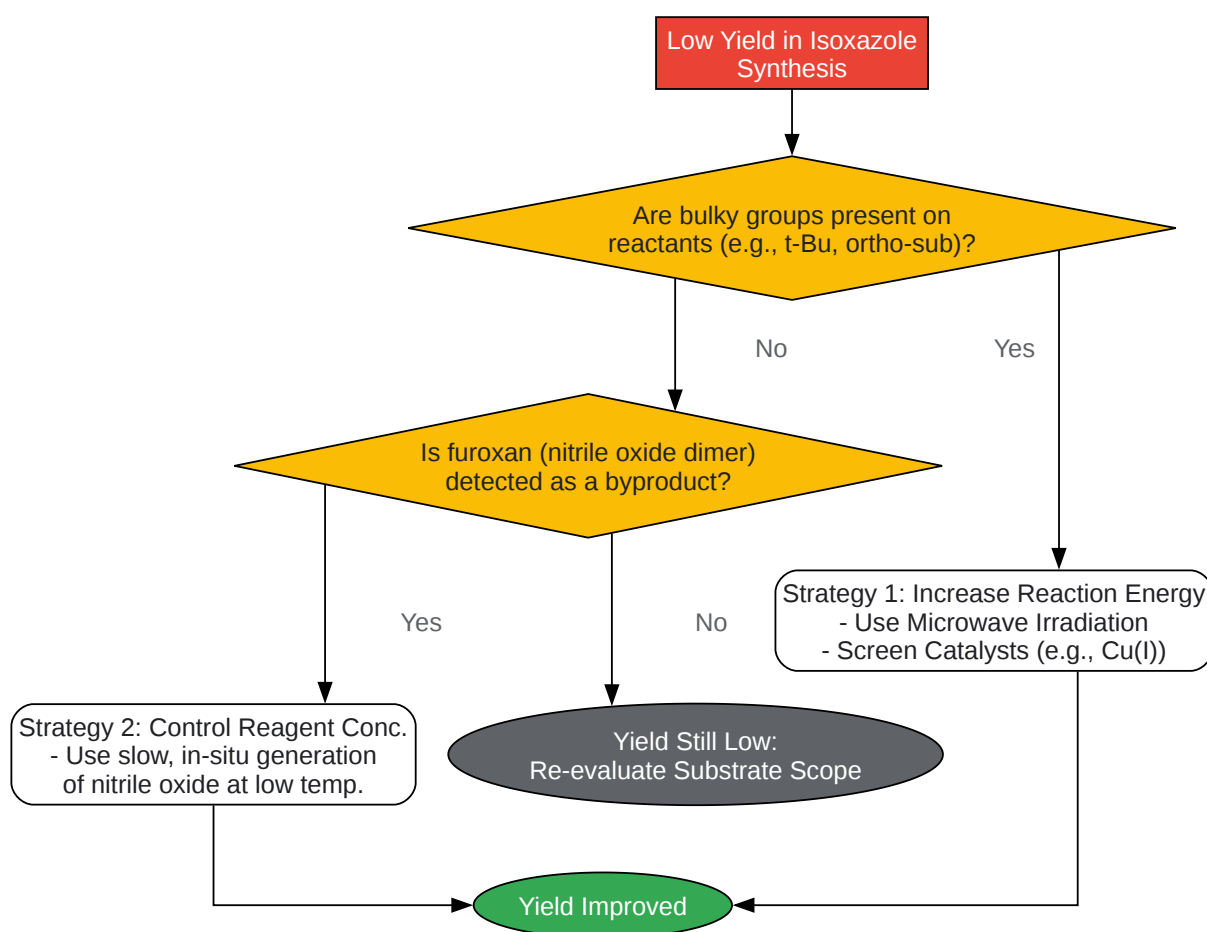 Low Yield in Isoxazole
Synthesis
Are bulky groups present on
reactants (e.g., t-Bu, ortho-sub)?
No
Yes
Is furoxan (nitrile oxide dimer)
detected as a byproduct?
Strategy 1: Increase Reaction Energy
- Use Microwave Irradiation
- Screen Catalysts (e.g., Cu(I))
Yes
No
Strategy 2: Control Reagent Conc.
- Use slow, in-situ generation
of nitrile oxide at low temp.
Yield Still Low:
Re-evaluate Substrate Scope
Yield Improved